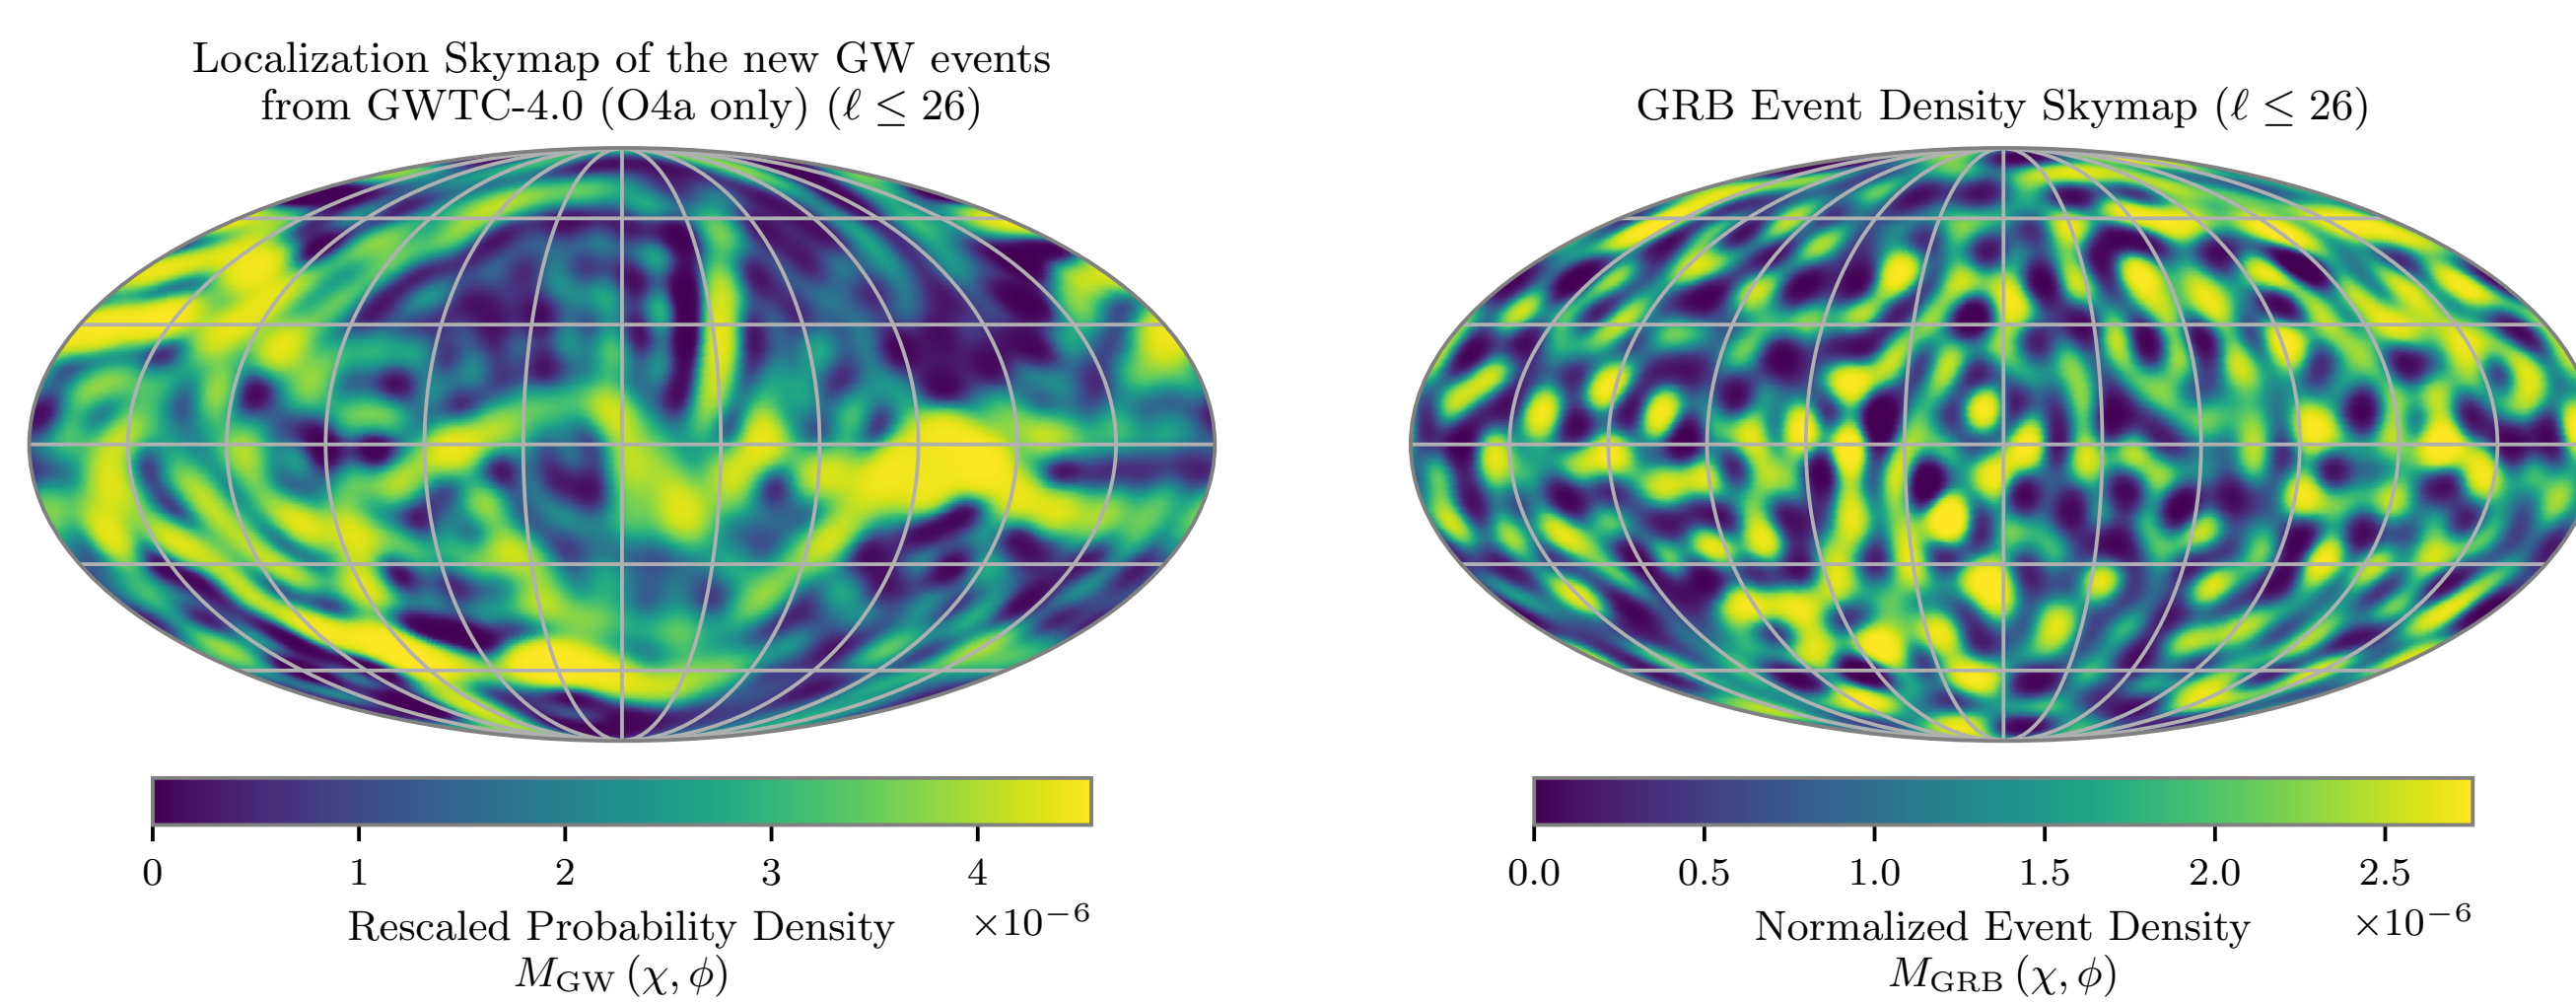 Localization Skymap of the new GW events
from GWTC-4.0 (O4a only) (ℓ ≤ 26)
0 1 2 3 4
Rescaled Probability Density ×10⁻⁶
M_GW (χ, ϕ)
GRB Event Density Skymap (ℓ ≤ 26)
0.0 0.5 1.0 1.5 2.0 2.5
Normalized Event Density ×10⁻⁶
M_GRB (χ, ϕ)